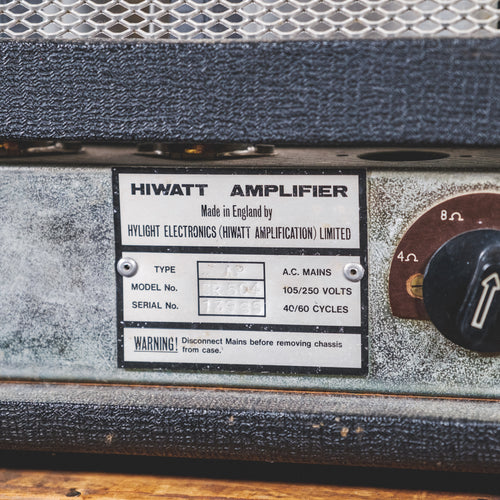 HIWATT AMPLIFIER
Made in England by
HYLIGHT ELECTRONICS (HIWATT AMPLIFICATION) LIMITED
TYPE AP A.C. MAINS
MODEL No. 105/250 VOLTS
SERIAL No. 40/60 CYCLES
WARNING! Disconnect Mains before removing chassis
from case.
8Ω
4Ω